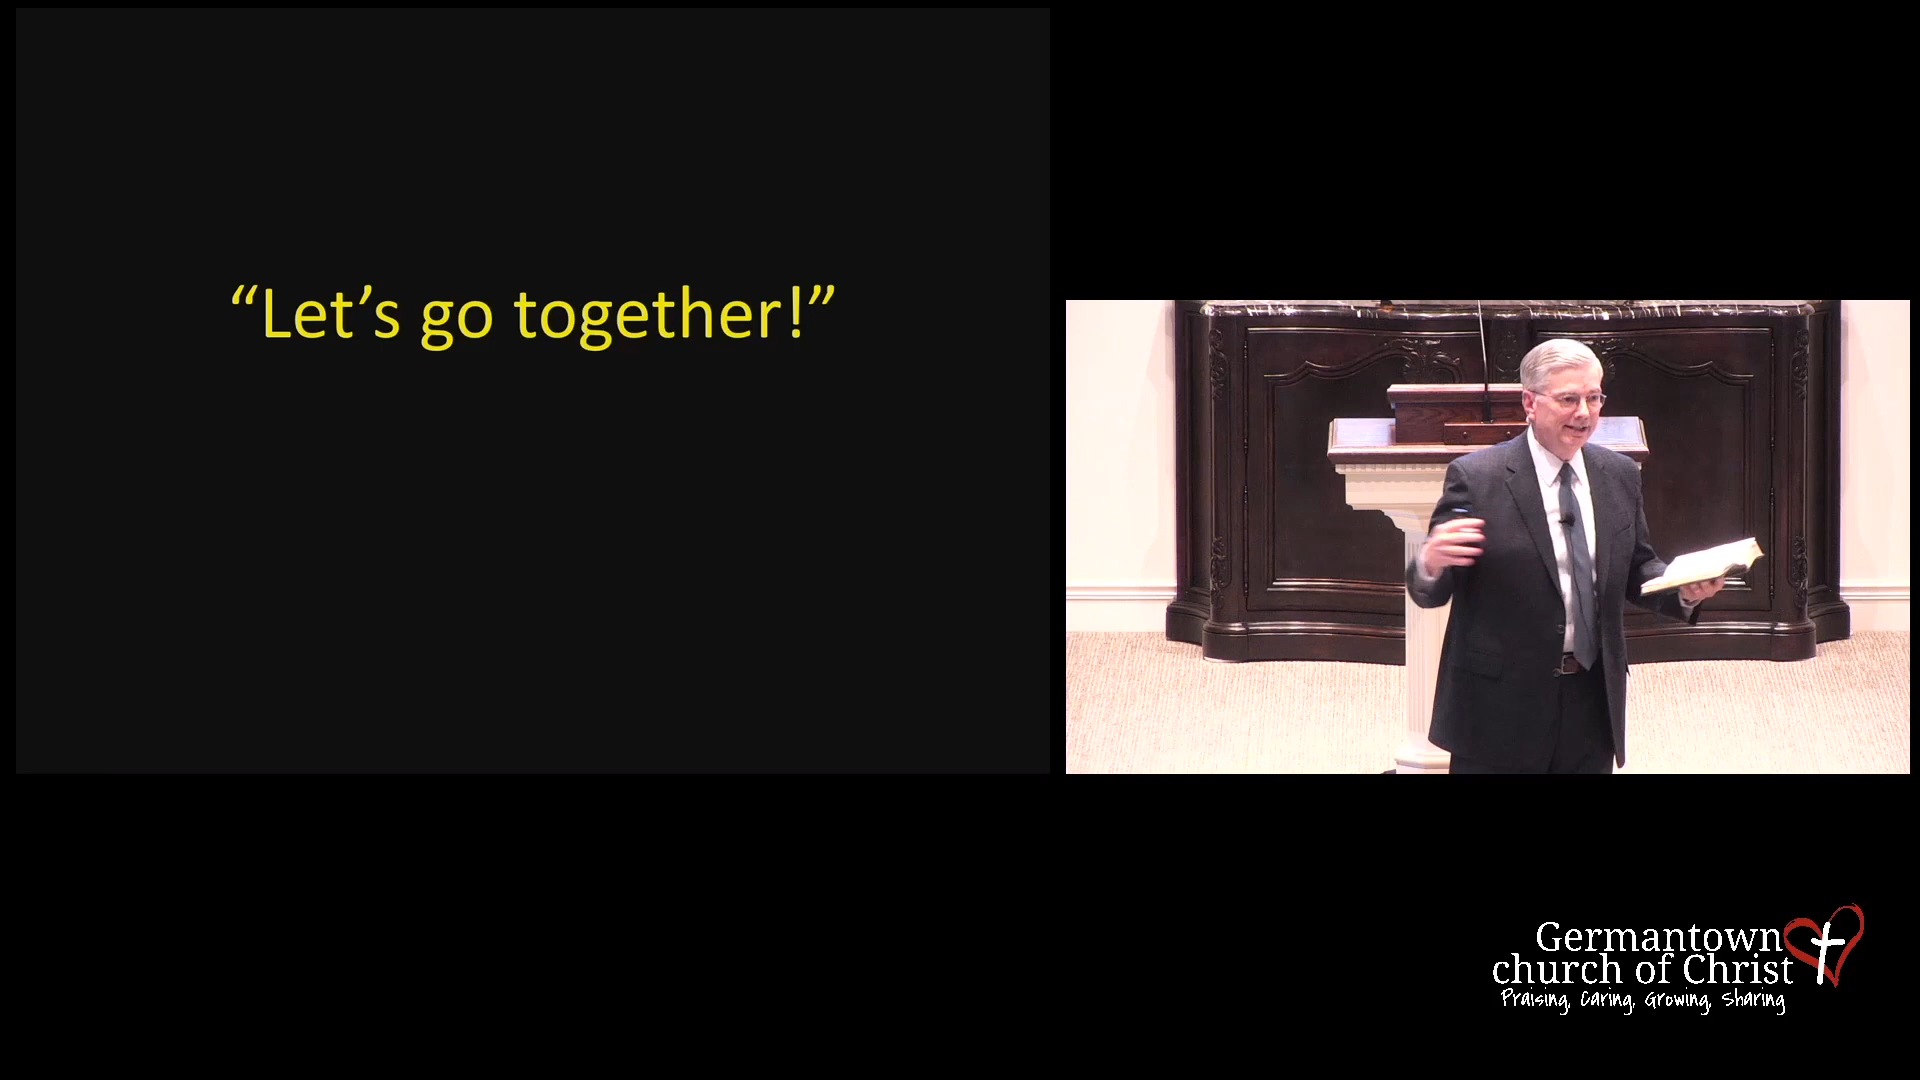 “Let’s go together!”
Germantown
church of Christ
Praising, Caring, Growing, Sharing